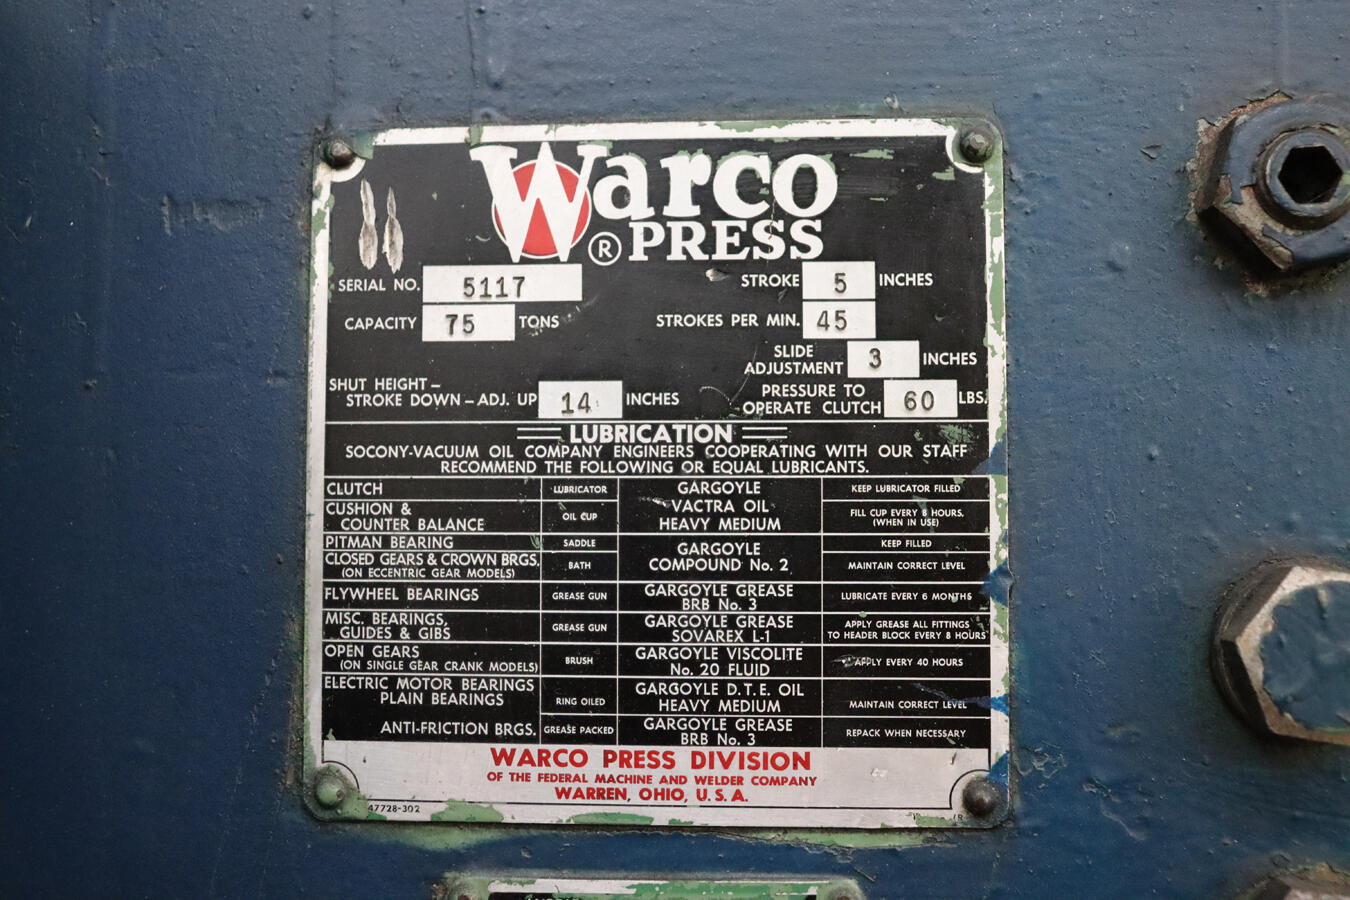 Warco
® PRESS
SERIAL NO. 5117 STROKE 5 INCHES
CAPACITY 75 TONS STROKES PER MIN. 45
SLIDE ADJUSTMENT 3 INCHES
SHUT HEIGHT –
STROKE DOWN – ADJ. UP 14 INCHES
PRESSURE TO
OPERATE CLUTCH 60 LBS.
LUBRICATION
SOCONY-VACUUM OIL COMPANY ENGINEERS COOPERATING WITH OUR STAFF
RECOMMEND THE FOLLOWING OR EQUAL LUBRICANTS.
CLUTCH LUBRICATOR GARGOYLE KEEP LUBRICATOR FILLED
CUSHION & VACTRA OIL FILL CUP EVERY 8 HOURS.
COUNTER BALANCE OIL CUP HEAVY MEDIUM (WHEN IN USE)
PITMAN BEARING SADDLE GARGOYLE KEEP FILLED
CLOSED GEARS & CROWN BRGS. BATH COMPOUND No. 2 MAINTAIN CORRECT LEVEL
(ON ECCENTRIC GEAR MODELS)
FLYWHEEL BEARINGS GREASE GUN GARGOYLE GREASE LUBRICATE EVERY 6 MONTHS
BRB No. 3
MISC. BEARINGS, GREASE GUN GARGOYLE GREASE APPLY GREASE ALL FITTINGS
GUIDES & GIBS SOVAREX L-1 TO HEADER BLOCK EVERY 8 HOURS
OPEN GEARS BRUSH GARGOYLE VISCOLITE APPLY EVERY 40 HOURS
(ON SINGLE GEAR CRANK MODELS) No. 20 FLUID
ELECTRIC MOTOR BEARINGS GARGOYLE D.T.E. OIL
PLAIN BEARINGS RING OILED HEAVY MEDIUM MAINTAIN CORRECT LEVEL
ANTI-FRICTION BRGS. GREASE PACKED GARGOYLE GREASE REPACK WHEN NECESSARY
BRB No. 3
WARCO PRESS DIVISION
OF THE FEDERAL MACHINE AND WELDER COMPANY
WARREN, OHIO, U. S. A.
47728-302